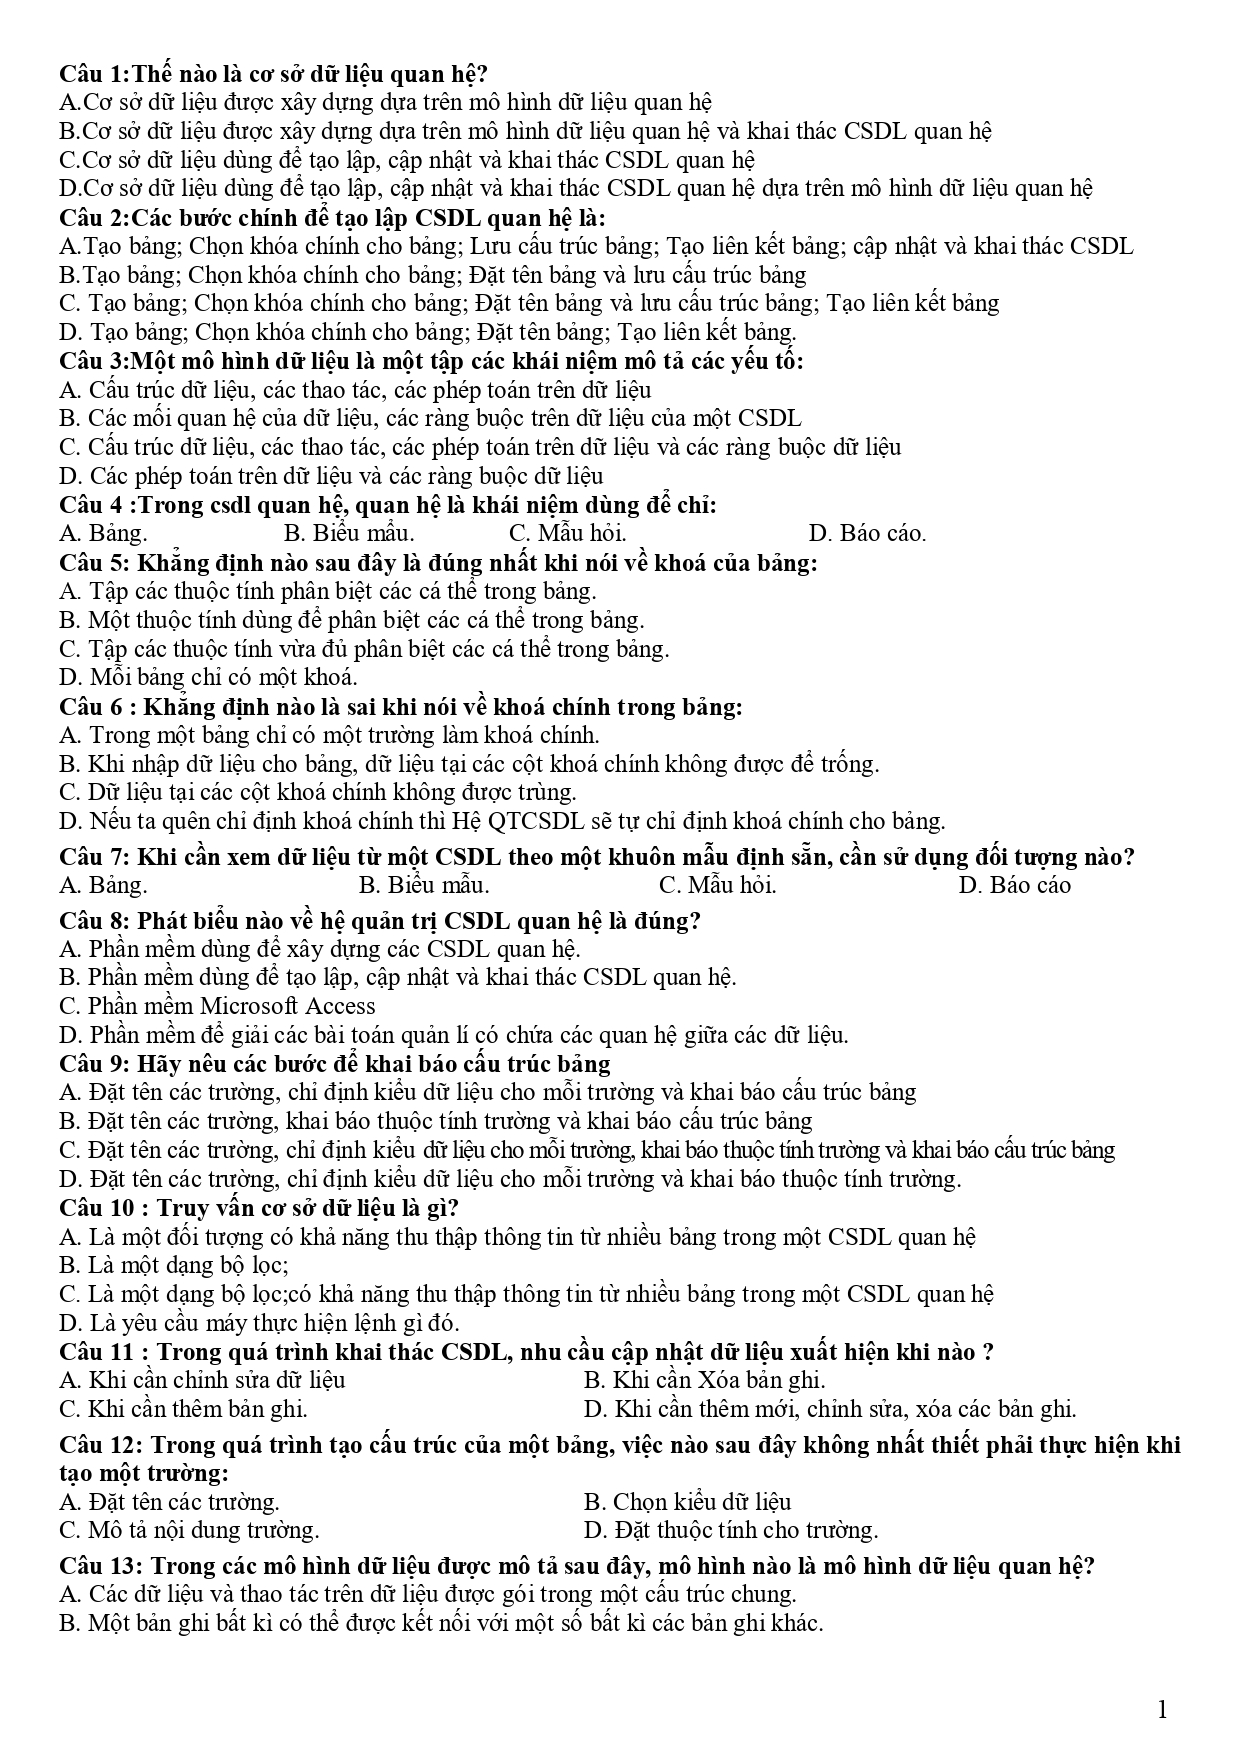 Câu 1:Thế nào là cơ sở dữ liệu quan hệ?
A.Cơ sở dữ liệu được xây dựng dựa trên mô hình dữ liệu quan hệ
B.Cơ sở dữ liệu được xây dựng dựa trên mô hình dữ liệu quan hệ và khai thác CSDL quan hệ
C.Cơ sở dữ liệu dùng để tạo lập, cập nhật và khai thác CSDL quan hệ
D.Cơ sở dữ liệu dùng để tạo lập, cập nhật và khai thác CSDL quan hệ dựa trên mô hình dữ liệu quan hệ
Câu 2:Các bước chính để tạo lập CSDL quan hệ là:
A.Tạo bảng; Chọn khóa chính cho bảng; Lưu cấu trúc bảng; Tạo liên kết bảng; cập nhật và khai thác CSDL
B.Tạo bảng; Chọn khóa chính cho bảng; Đặt tên bảng và lưu cấu trúc bảng
C. Tạo bảng; Chọn khóa chính cho bảng; Đặt tên bảng và lưu cấu trúc bảng; Tạo liên kết bảng
D. Tạo bảng; Chọn khóa chính cho bảng; Đặt tên bảng; Tạo liên kết bảng.
Câu 3:Một mô hình dữ liệu là một tập các khái niệm mô tả các yếu tố:
A. Cấu trúc dữ liệu, các thao tác, các phép toán trên dữ liệu
B. Các mối quan hệ của dữ liệu, các ràng buộc trên dữ liệu của một CSDL
C. Cấu trúc dữ liệu, các thao tác, các phép toán trên dữ liệu và các ràng buộc dữ liệu
D. Các phép toán trên dữ liệu và các ràng buộc dữ liệu
Câu 4 :Trong csdl quan hệ, quan hệ là khái niệm dùng để chỉ:
A. Bảng. B. Biểu mẩu. C. Mẫu hỏi. D. Báo cáo.
Câu 5: Khẳng định nào sau đây là đúng nhất khi nói về khoá của bảng:
A. Tập các thuộc tính phân biệt các cá thể trong bảng.
B. Một thuộc tính dùng để phân biệt các cá thể trong bảng.
C. Tập các thuộc tính vừa đủ phân biệt các cá thể trong bảng.
D. Mỗi bảng chỉ có một khoá.
Câu 6 : Khẳng định nào là sai khi nói về khoá chính trong bảng:
A. Trong một bảng chỉ có một trường làm khoá chính.
B. Khi nhập dữ liệu cho bảng, dữ liệu tại các cột khoá chính không được để trống.
C. Dữ liệu tại các cột khoá chính không được trùng.
D. Nếu ta quên chỉ định khoá chính thì Hệ QTCSDL sẽ tự chỉ định khoá chính cho bảng.
Câu 7: Khi cần xem dữ liệu từ một CSDL theo một khuôn mẫu định sẵn, cần sử dụng đối tượng nào?
A. Bảng. B. Biểu mẫu. C. Mẫu hỏi. D. Báo cáo
Câu 8: Phát biểu nào về hệ quản trị CSDL quan hệ là đúng?
A. Phần mềm dùng để xây dựng các CSDL quan hệ.
B. Phần mềm dùng để tạo lập, cập nhật và khai thác CSDL quan hệ.
C. Phần mềm Microsoft Access
D. Phần mềm để giải các bài toán quản lí có chứa các quan hệ giữa các dữ liệu.
Câu 9: Hãy nêu các bước để khai báo cấu trúc bảng
A. Đặt tên các trường, chỉ định kiểu dữ liệu cho mỗi trường và khai báo cấu trúc bảng
B. Đặt tên các trường, khai báo thuộc tính trường và khai báo cấu trúc bảng
C. Đặt tên các trường, chỉ định kiểu dữ liệu cho mỗi trường, khai báo thuộc tính trường và khai báo cấu trúc bảng
D. Đặt tên các trường, chỉ định kiểu dữ liệu cho mỗi trường và khai báo thuộc tính trường.
Câu 10 : Truy vấn cơ sở dữ liệu là gì?
A. Là một đối tượng có khả năng thu thập thông tin từ nhiều bảng trong một CSDL quan hệ
B. Là một dạng bộ lọc;
C. Là một dạng bộ lọc;có khả năng thu thập thông tin từ nhiều bảng trong một CSDL quan hệ
D. Là yêu cầu máy thực hiện lệnh gì đó.
Câu 11 : Trong quá trình khai thác CSDL, nhu cầu cập nhật dữ liệu xuất hiện khi nào ?
A. Khi cần chỉnh sửa dữ liệu B. Khi cần Xóa bản ghi.
C. Khi cần thêm bản ghi. D. Khi cần thêm mới, chỉnh sửa, xóa các bản ghi.
Câu 12: Trong quá trình tạo cấu trúc của một bảng, việc nào sau đây không nhất thiết phải thực hiện khi
tạo một trường:
A. Đặt tên các trường. B. Chọn kiểu dữ liệu
C. Mô tả nội dung trường. D. Đặt thuộc tính cho trường.
Câu 13: Trong các mô hình dữ liệu được mô tả sau đây, mô hình nào là mô hình dữ liệu quan hệ?
A. Các dữ liệu và thao tác trên dữ liệu được gói trong một cấu trúc chung.
B. Một bản ghi bất kì có thể được kết nối với một số bất kì các bản ghi khác.
1